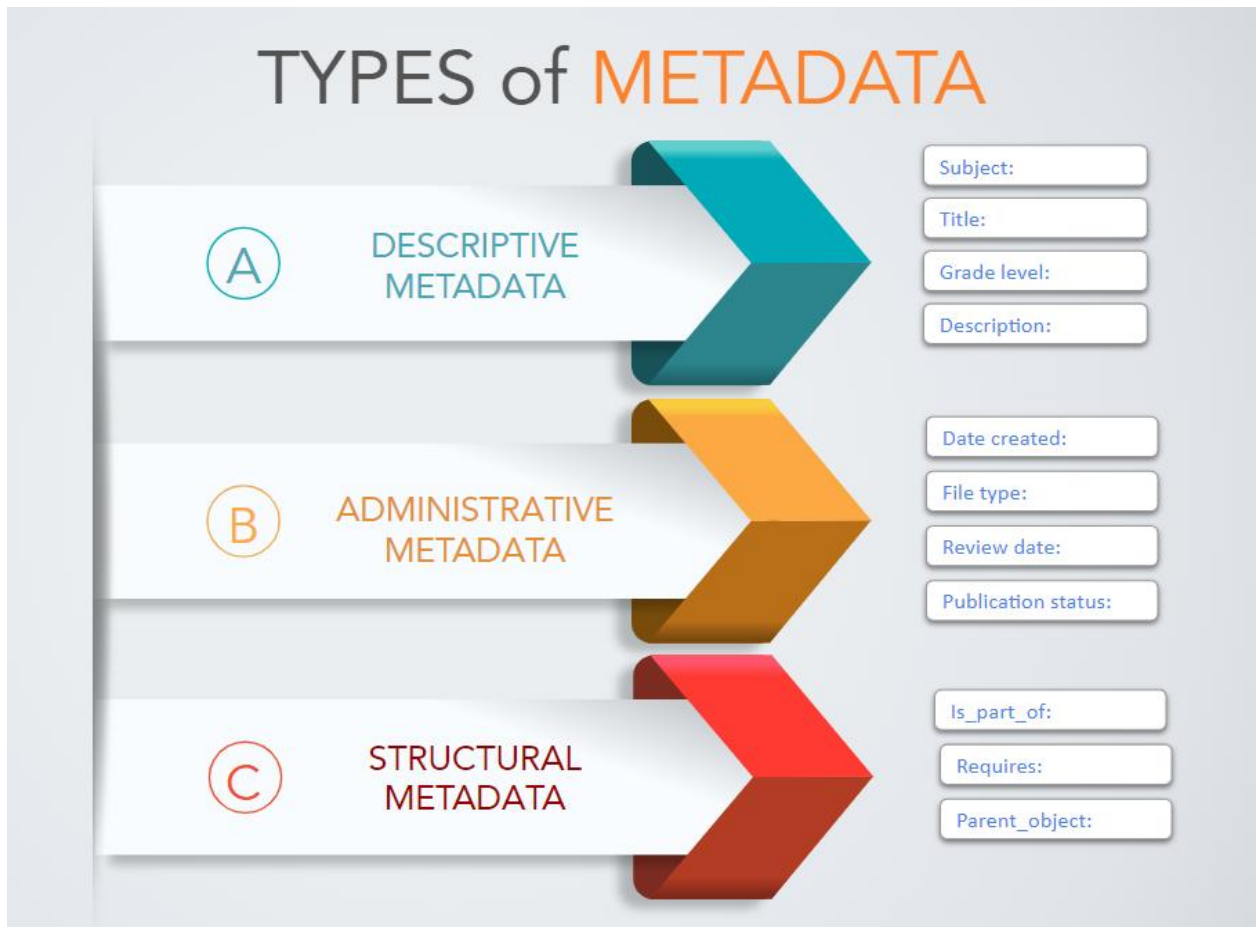 TYPES of METADATA
A
DESCRIPTIVE
METADATA
Subject:
Title:
Grade level:
Description:
B
ADMINISTRATIVE
METADATA
Date created:
File type:
Review date:
Publication status:
C
STRUCTURAL
METADATA
Is_part_of:
Requires:
Parent_object: